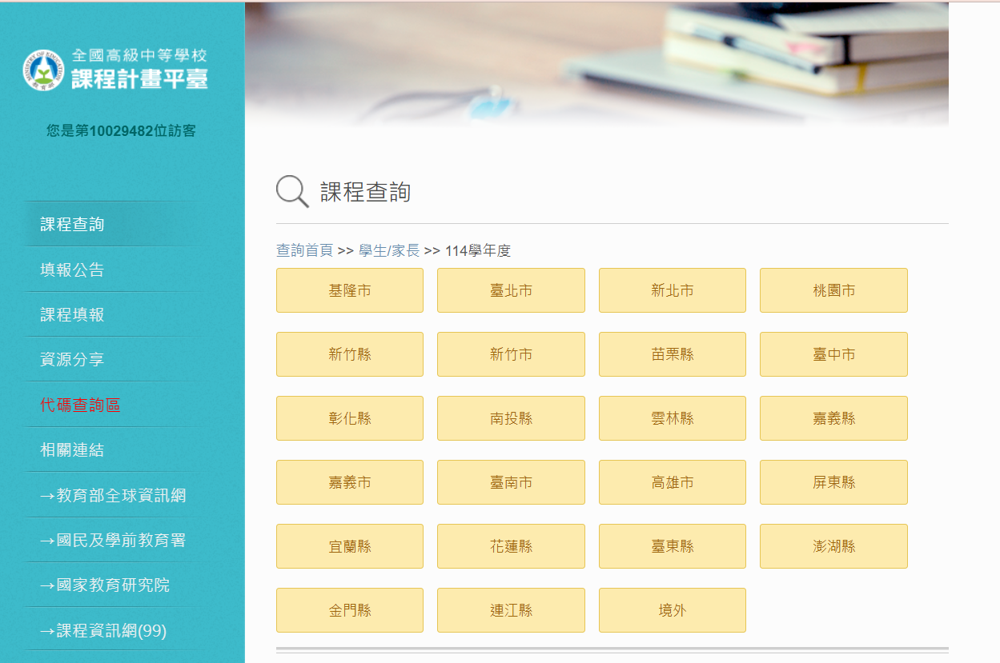 全國高級中等學校
課程計畫平臺
您是第10029482位訪客
課程查詢
填報公告
課程填報
資源分享
代碼查詢區
相關連結
→教育部全球資訊網
→國民及學前教育署
→國家教育研究院
→課程資訊網(99)
課程查詢
查詢首頁 >> 學生/家長 >> 114學年度
基隆市 臺北市 新北市 桃園市
新竹縣 新竹市 苗栗縣 臺中市
彰化縣 南投縣 雲林縣 嘉義縣
嘉義市 臺南市 高雄市 屏東縣
宜蘭縣 花蓮縣 臺東縣 澎湖縣
金門縣 連江縣 境外